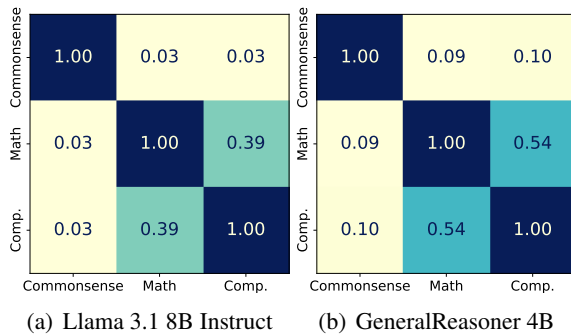 Commonsense 1.00 0.03 0.03
Math 0.03 1.00 0.39
Comp. 0.03 0.39 1.00
Commonsense Math Comp.
(a) Llama 3.1 8B Instruct
Commonsense 1.00 0.09 0.10
Math 0.09 1.00 0.54
Comp. 0.10 0.54 1.00
Commonsense Math Comp.
(b) GeneralReasoner 4B